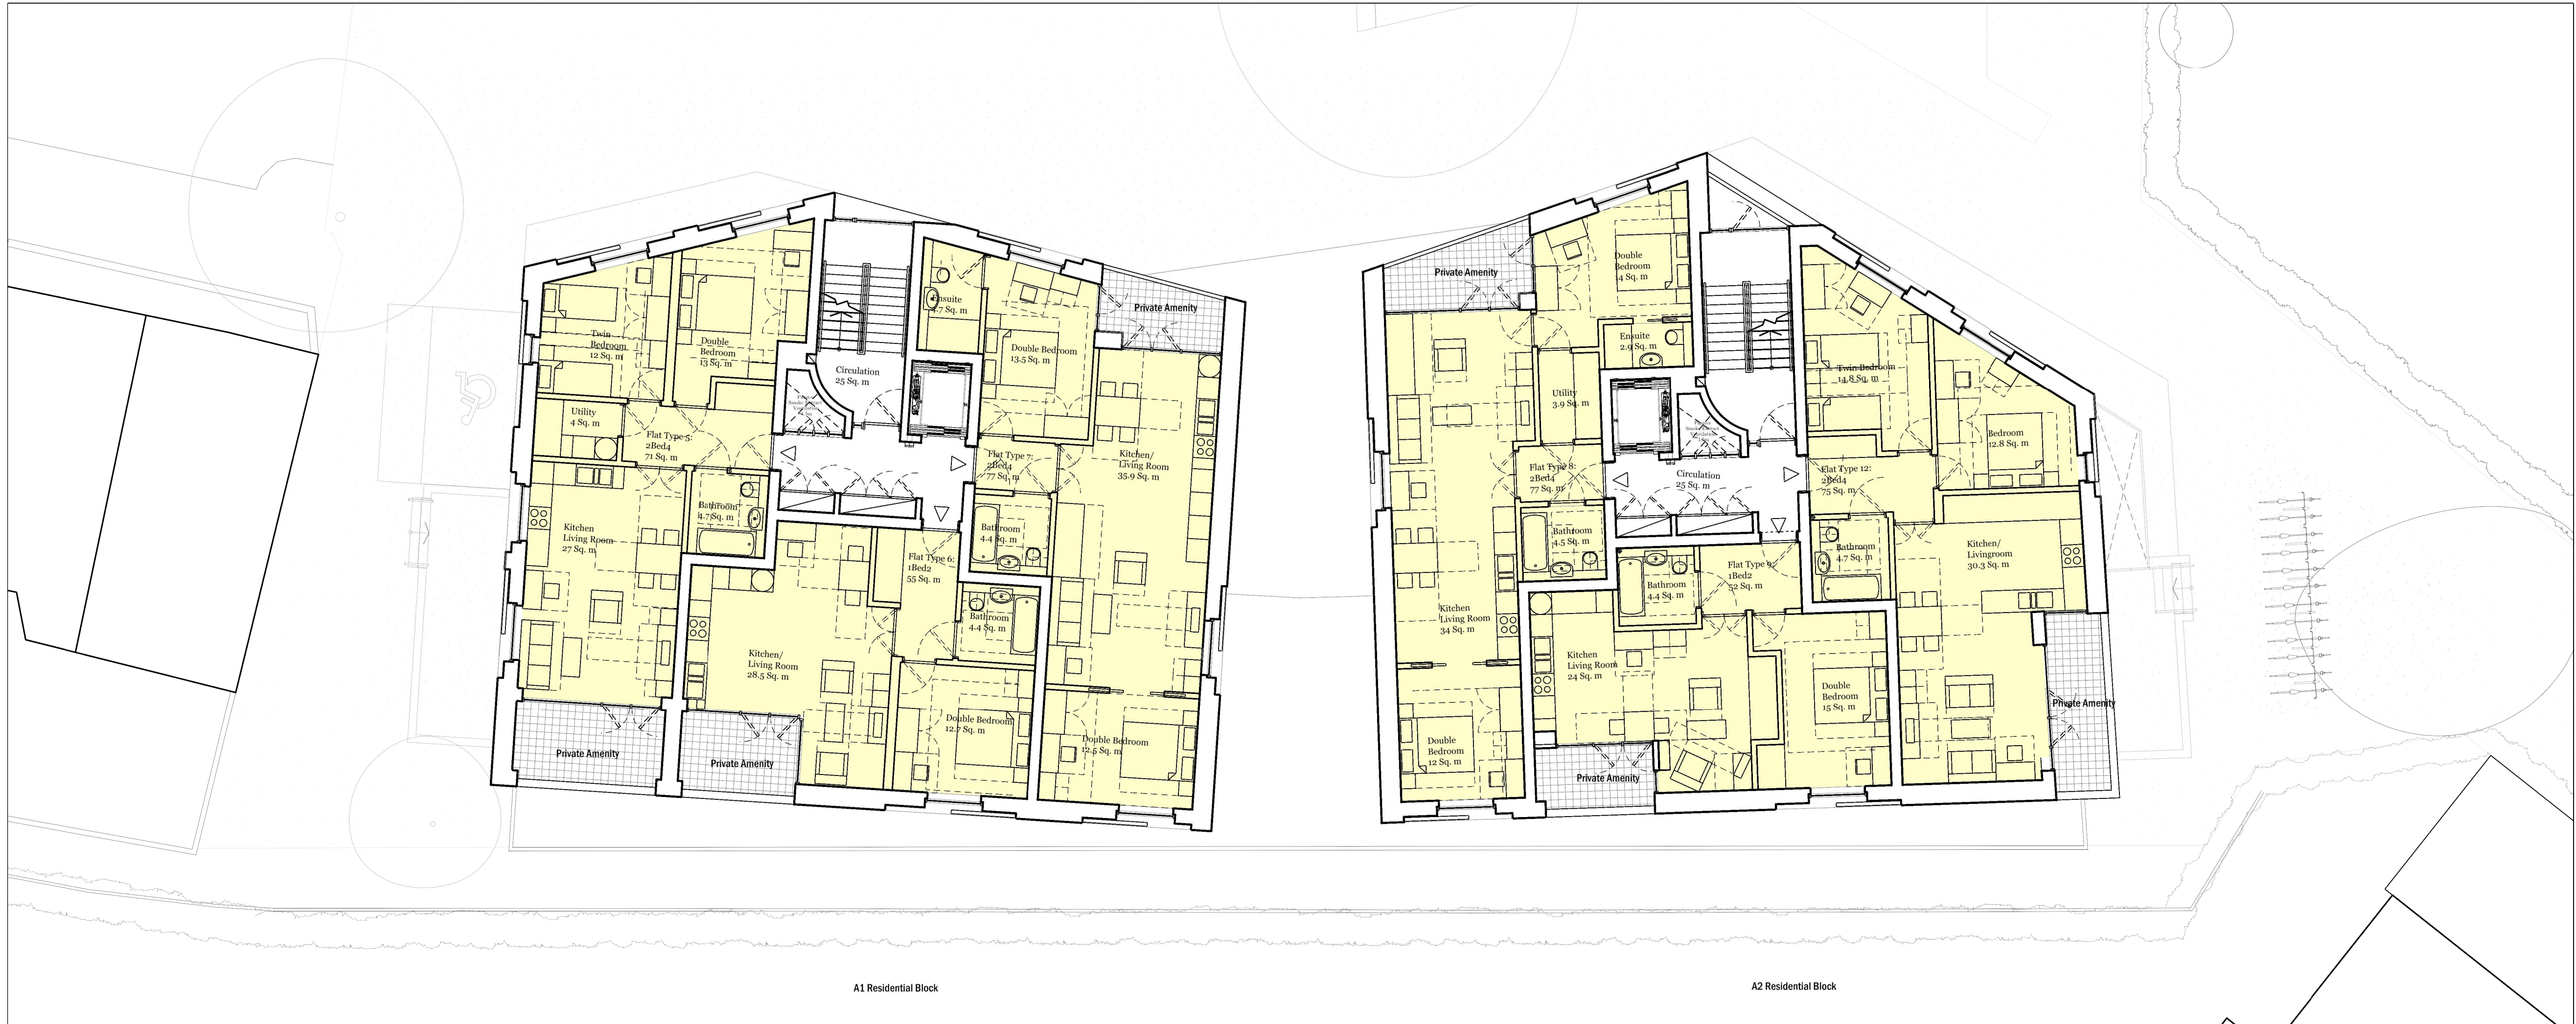 Twin
Bedroom
12 Sq. m
Double
Bedroom
13 Sq. m
Utility
4 Sq. m
Flat Type 5:
2Bed4
71 Sq. m
Kitchen
Living Room
27 Sq. m
Bathroom
4.7 Sq. m
Private Amenity
Circulation
25 Sq. m
Ensuite
4.7 Sq. m
Double Bedroom
13.5 Sq. m
Private Amenity
Flat Type 7:
2Bed4
77 Sq. m
Kitchen/
Living Room
35.9 Sq. m
Bathroom
4.4 Sq. m
Flat Type 6:
1Bed2
55 Sq. m
Bathroom
4.4 Sq. m
Kitchen/
Living Room
28.5 Sq. m
Private Amenity
Double Bedroom
12.7 Sq. m
Double Bedroom
12.5 Sq. m
A1 Residential Block
Private Amenity
Double
Bedroom
14 Sq. m
Ensuite
2.9 Sq. m
Utility
3.9 Sq. m
Flat Type 8:
2Bed4
77 Sq. m
Bathroom
4.5 Sq. m
Kitchen
Living Room
34 Sq. m
Double
Bedroom
12 Sq. m
Circulation
25 Sq. m
Twin Bedroom
14.8 Sq. m
Bedroom
12.8 Sq. m
Flat Type 12:
2Bed4
75 Sq. m
Bathroom
4.7 Sq. m
Kitchen/
Livingroom
30.3 Sq. m
Private Amenity
Flat Type 9:
1Bed2
52 Sq. m
Bathroom
4.4 Sq. m
Kitchen
Living Room
24 Sq. m
Private Amenity
Double
Bedroom
15 Sq. m
A2 Residential Block